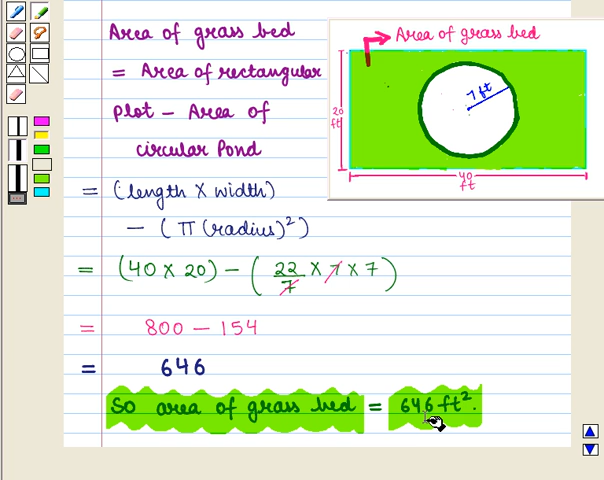 Area of grass bed
= Area of rectangular
plot - Area of
circular Pond
= (length X width)
- (π (radius)²)
= (40 X 20) - (22/7 X 7 X 7)
= 800 - 154
= 646
So area of grass bed = 646 ft².
Area of grass bed
7 ft
20
ft
40
ft